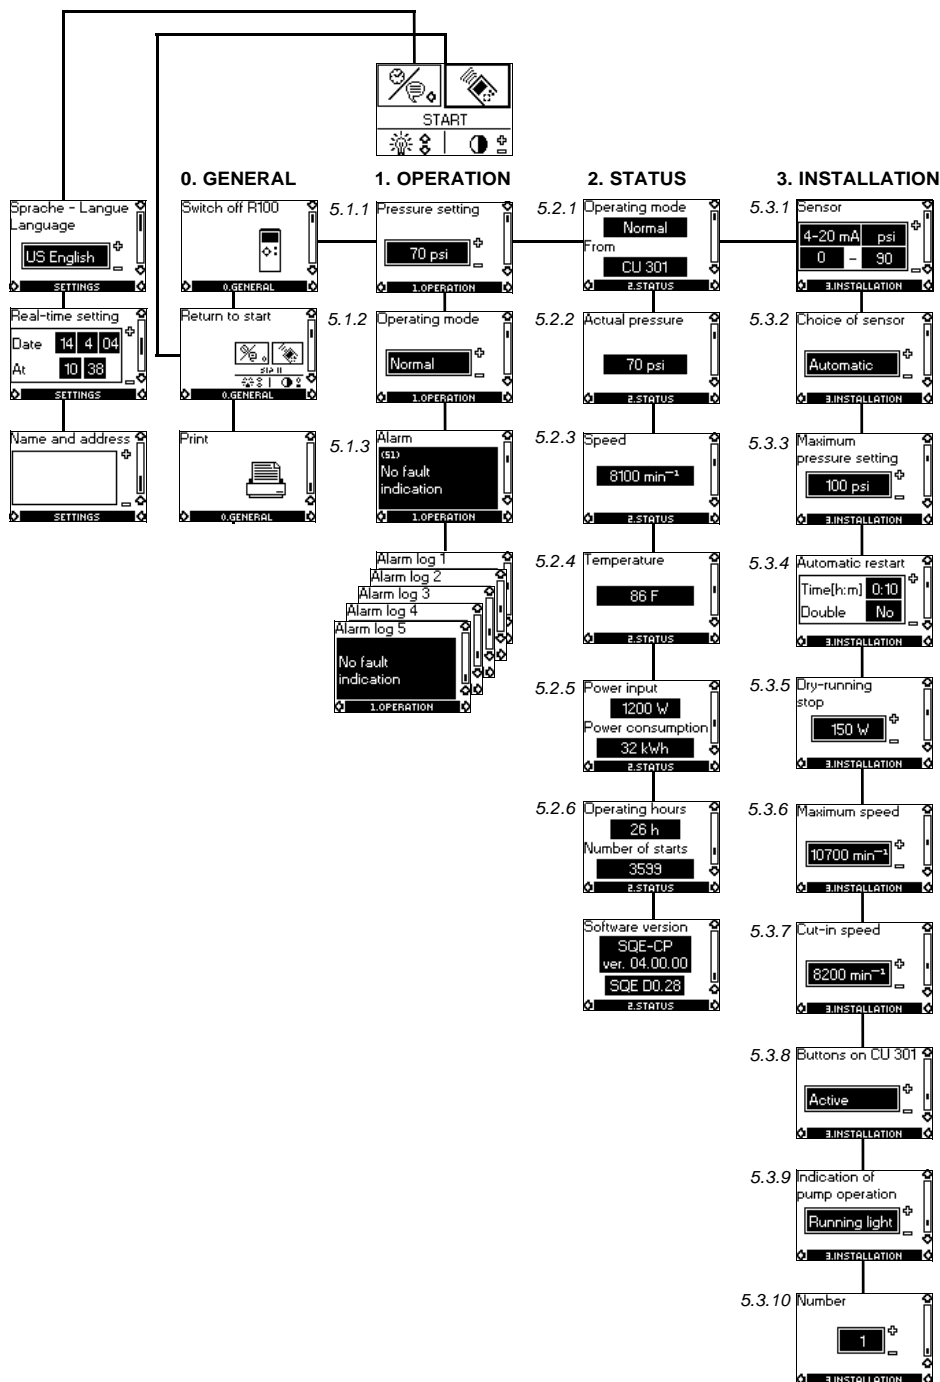 START
0. GENERAL
1. OPERATION
2. STATUS
3. INSTALLATION
Sprache - Langue
Language
US English
SETTINGS
Real-time setting
Date 14 4 04
At 10 38
SETTINGS
Name and address
SETTINGS
Switch off R100
0.GENERAL
Return to start
START
0.GENERAL
Print
0.GENERAL
5.1.1 Pressure setting
70 psi
1.OPERATION
5.1.2 Operating mode
Normal
1.OPERATION
5.1.3 Alarm
(51)
No fault
indication
1.OPERATION
Alarm log 1
Alarm log 2
Alarm log 3
Alarm log 4
Alarm log 5
No fault
indication
1.OPERATION
5.2.1 Operating mode
Normal
From
CU 301
2.STATUS
5.2.2 Actual pressure
70 psi
2.STATUS
5.2.3 Speed
8100 min⁻¹
2.STATUS
5.2.4 Temperature
86 F
2.STATUS
5.2.5 Power input
1200 W
Power consumption
32 kWh
2.STATUS
5.2.6 Operating hours
26 h
Number of starts
3599
2.STATUS
Software version
SQE-CP
ver. 04.00.00
SQE D0.28
2.STATUS
5.3.1 Sensor
4-20 mA psi
0 - 90
3.INSTALLATION
5.3.2 Choice of sensor
Automatic
3.INSTALLATION
5.3.3 Maximum
pressure setting
100 psi
3.INSTALLATION
5.3.4 Automatic restart
Time[h:m] 0:10
Double No
3.INSTALLATION
5.3.5 Dry-running
stop
150 W
3.INSTALLATION
5.3.6 Maximum speed
10700 min⁻¹
3.INSTALLATION
5.3.7 Cut-in speed
8200 min⁻¹
3.INSTALLATION
5.3.8 Buttons on CU 301
Active
3.INSTALLATION
5.3.9 Indication of
pump operation
Running light
3.INSTALLATION
5.3.10 Number
1
3.INSTALLATION